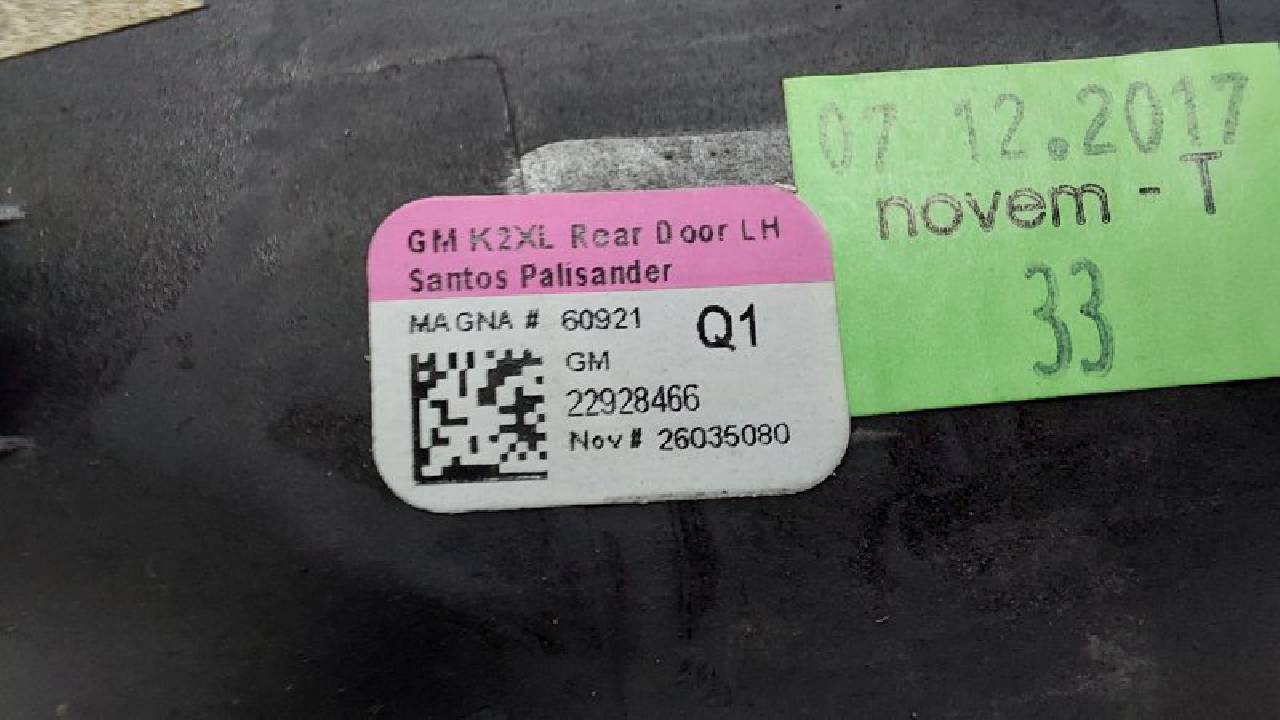 GM K2XL Rear Door LH
Santos Palisander
MAGNA # 60921
Q1
GM
22928466
Nov# 26035080
07 12.2017
novem - T
33